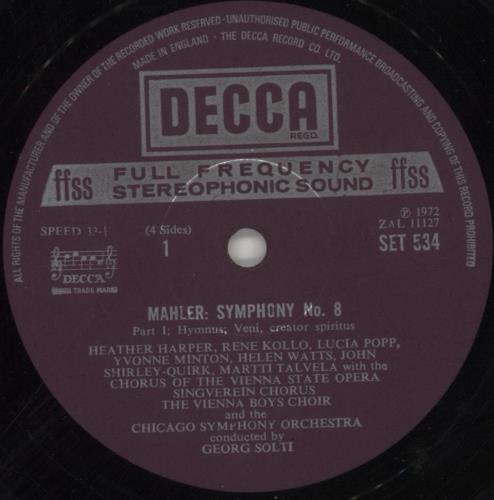 ALL RIGHTS OF THE MANUFACTURER AND OF THE OWNER OF THE RECORDED WORK RESERVED · UNAUTHORISED PUBLIC PERFORMANCE BROADCASTING AND COPYING OF THIS RECORD PROHIBITED
MADE IN ENGLAND · THE DECCA RECORD CO. LTD.
DECCA
REGD.
ffss FULL FREQUENCY ffss
STEREOPHONIC SOUND
SPEED 33
(4 Sides)
1
℗ 1972
ZAL 11127
SET 534
DECCA
TRADE MARK
MAHLER: SYMPHONY No. 8
Part I; Hymnus; Veni, creator spiritus
HEATHER HARPER, RENE KOLLO, LUCIA POPP,
YVONNE MINTON, HELEN WATTS, JOHN
SHIRLEY-QUIRK, MARTTI TALVELA with the
CHORUS OF THE VIENNA STATE OPERA
SINGVEREIN CHORUS
THE VIENNA BOYS CHOIR
and the
CHICAGO SYMPHONY ORCHESTRA
conducted by
GEORG SOLTI